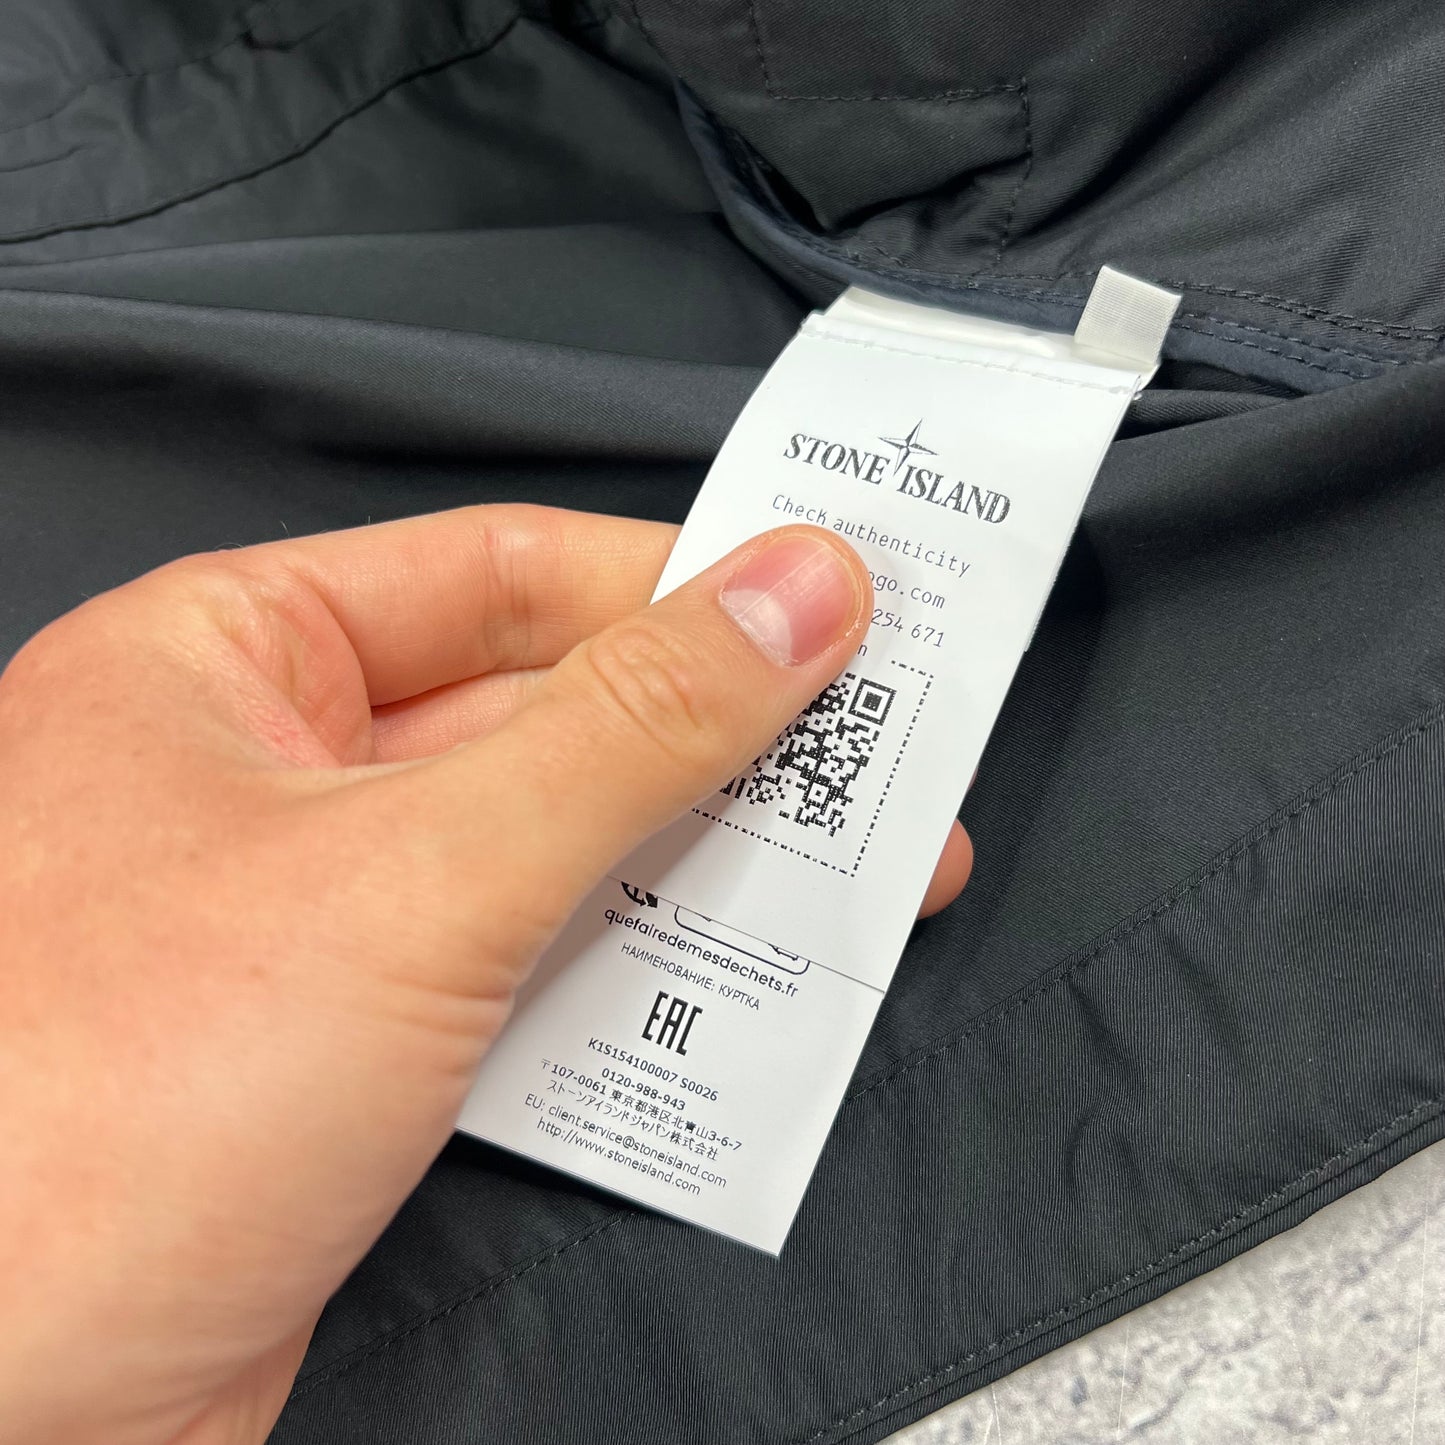 STONE ISLAND
Check authenticity
ogo.com
254 671
quefairedemesdechets.fr
НАИМЕНОВАНИЕ: КУРТКА
EAC
K1S154100007 S0026
0120-988-943
〒107-0061 東京都港区北青山3-6-7
ストーンアイランドジャパン株式会社
EU: client.service@stoneisland.com
http://www.stoneisland.com